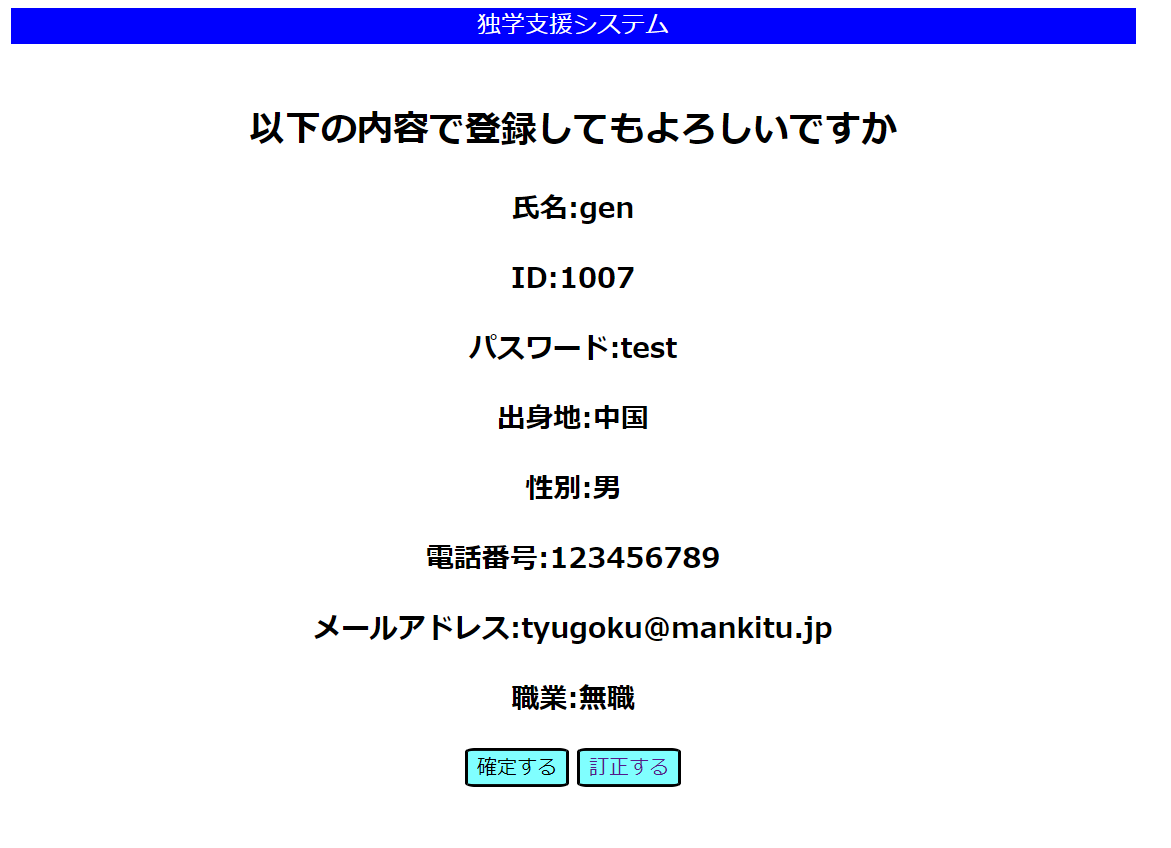 独学支援システム
以下の内容で登録してもよろしいですか
氏名:gen
ID:1007
パスワード:test
出身地:中国
性別:男
電話番号:123456789
メールアドレス:tyugoku@mankitu.jp
職業:無職
確定する 訂正する